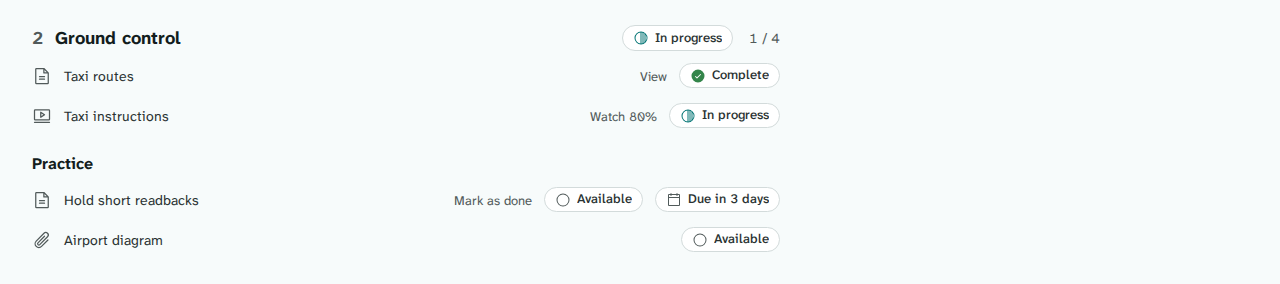 2 Ground control In progress 1 / 4
Taxi routes View Complete
Taxi instructions Watch 80% In progress
Practice
Hold short readbacks Mark as done Available Due in 3 days
Airport diagram Available